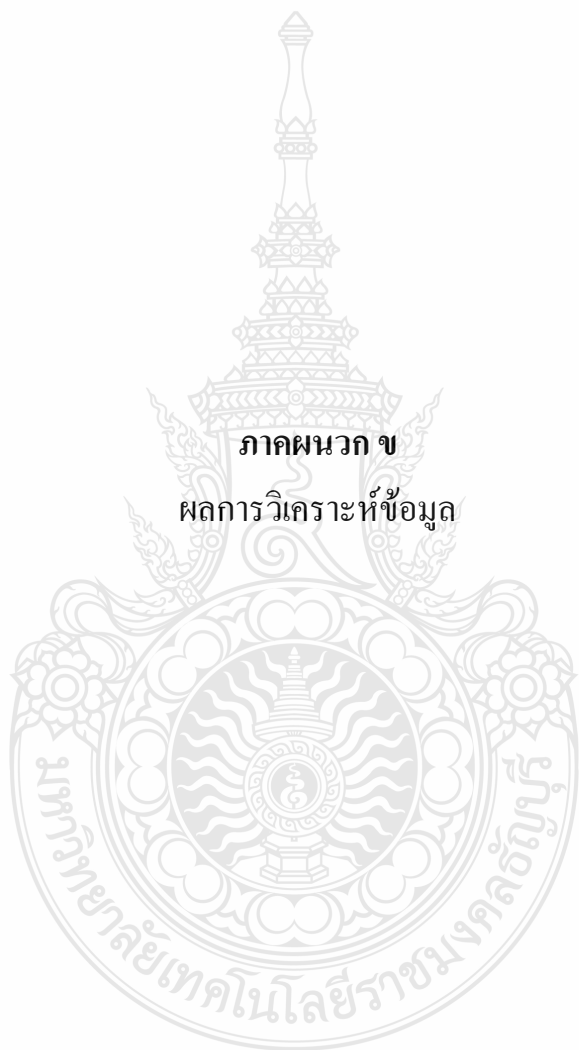 ภาคผนวก ข
ผลการวิเคราะห์ข้อมูล
มหาวิทยาลัยเทคโนโลยีราชมงคลธัญบุรี